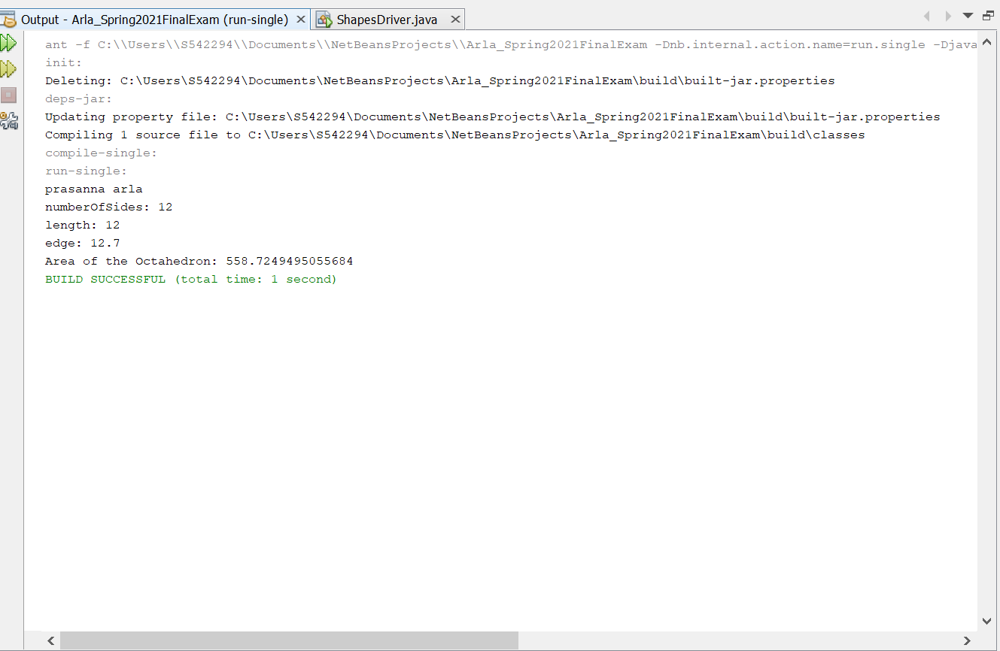 Output - Arla_Spring2021FinalExam (run-single) ShapesDriver.java
ant -f C:\\Users\\S542294\\Documents\\NetBeansProjects\\Arla_Spring2021FinalExam -Dnb.internal.action.name=run.single -Djava
init:
Deleting: C:\Users\S542294\Documents\NetBeansProjects\Arla_Spring2021FinalExam\build\built-jar.properties
deps-jar:
Updating property file: C:\Users\S542294\Documents\NetBeansProjects\Arla_Spring2021FinalExam\build\built-jar.properties
Compiling 1 source file to C:\Users\S542294\Documents\NetBeansProjects\Arla_Spring2021FinalExam\build\classes
compile-single:
run-single:
prasanna arla
numberOfSides: 12
length: 12
edge: 12.7
Area of the Octahedron: 558.7249495055684
BUILD SUCCESSFUL (total time: 1 second)